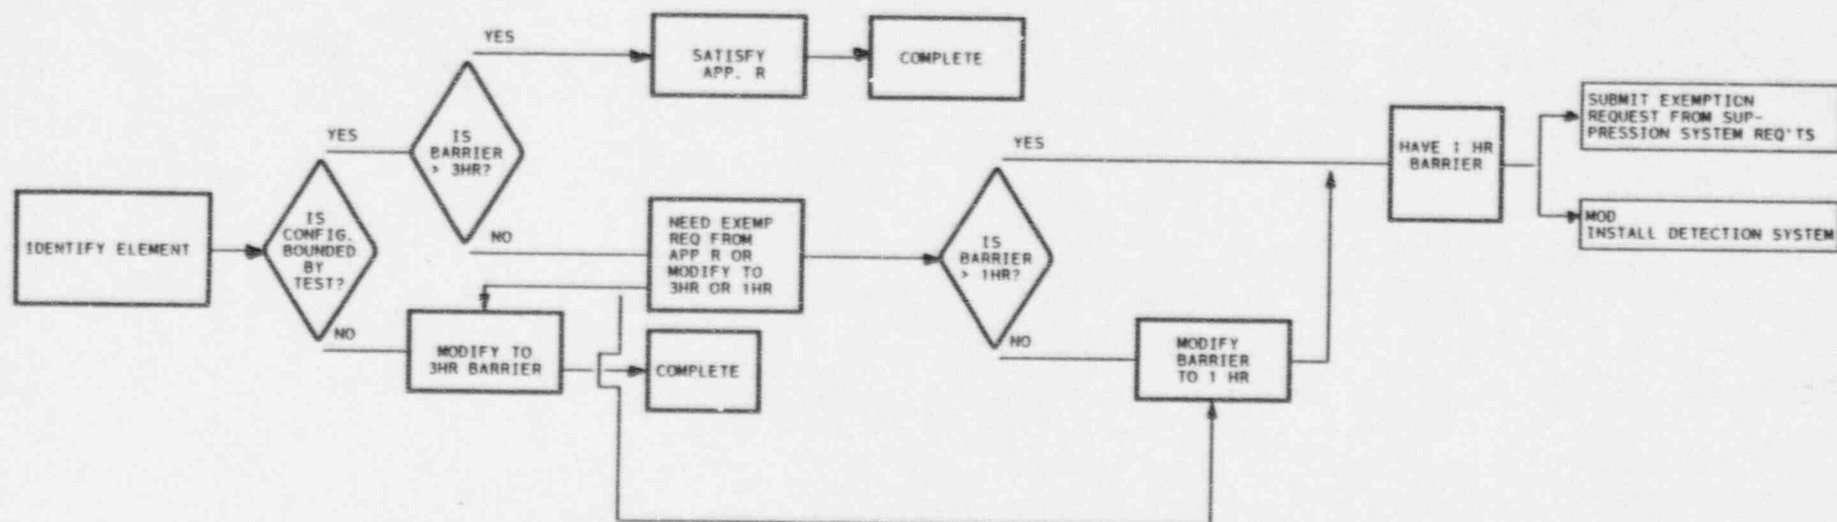 IDENTIFY ELEMENT
IS
CONFIG.
BOUNDED
BY
TEST?
YES
NO
IS
BARRIER
> 3HR?
YES
NO
SATISFY
APP. R
COMPLETE
NEED EXEMP
REQ FROM
APP R OR
MODIFY TO
3HR OR 1HR
MODIFY TO
3HR BARRIER
COMPLETE
IS
BARRIER
> 1HR?
YES
NO
MODIFY
BARRIER
TO 1 HR
HAVE 1 HR
BARRIER
SUBMIT EXEMPTION
REQUEST FROM SUP-
PRESSION SYSTEM REQ'TS
MOD
INSTALL DETECTION SYSTEM